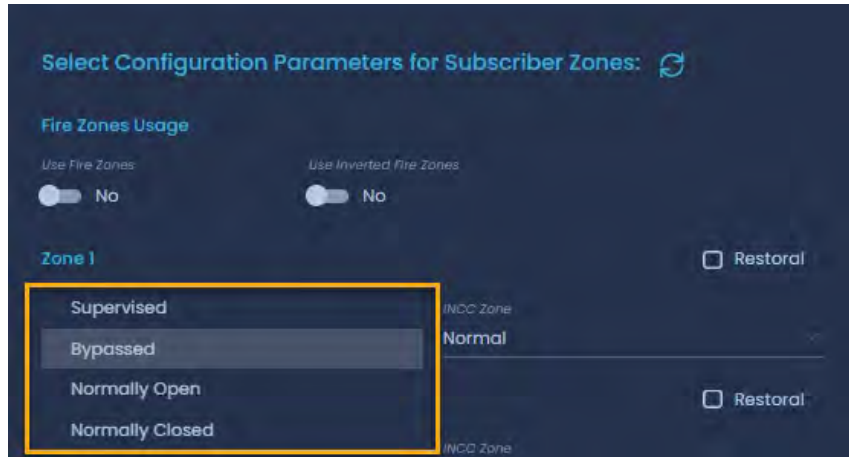 Select Configuration Parameters for Subscriber Zones:
Fire Zones Usage
Use Fire Zones
Use Inverted Fire Zones
No
No
Zone 1
Restoral
Supervised
INCC Zone
Bypassed
Normal
Normally Open
Restoral
Normally Closed
INCC Zone